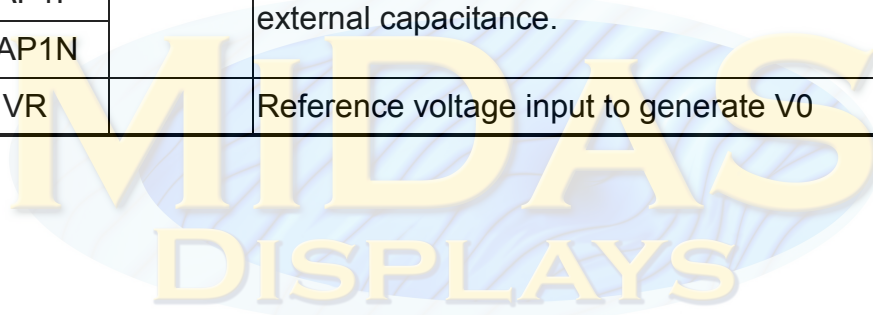 external capacitance.
AP1N
VR Reference voltage input to generate V0
MIDAS
DISPLAYS